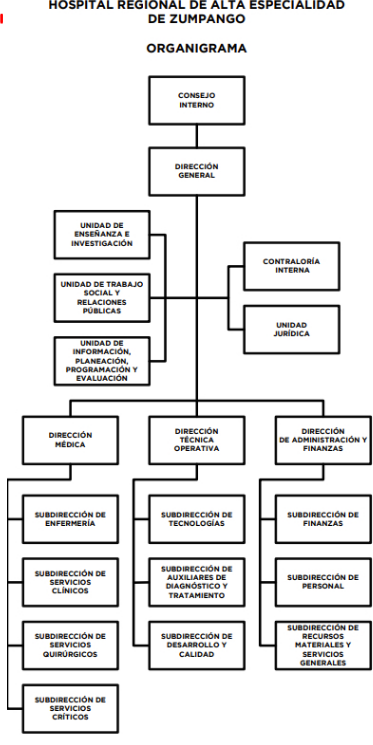 HOSPITAL REGIONAL DE ALTA ESPECIALIDAD
DE ZUMPANGO
ORGANIGRAMA
CONSEJO
INTERNO
DIRECCIÓN
GENERAL
UNIDAD DE
ENSEÑANZA E
INVESTIGACIÓN
UNIDAD DE TRABAJO
SOCIAL Y
RELACIONES
PÚBLICAS
UNIDAD DE
INFORMACIÓN,
PLANEACIÓN,
PROGRAMACIÓN Y
EVALUACIÓN
CONTRALORÍA
INTERNA
UNIDAD
JURÍDICA
DIRECCIÓN
MÉDICA
SUBDIRECCIÓN DE
ENFERMERÍA
SUBDIRECCIÓN DE
SERVICIOS
CLÍNICOS
SUBDIRECCIÓN DE
SERVICIOS
QUIRÚRGICOS
SUBDIRECCIÓN DE
SERVICIOS
CRÍTICOS
DIRECCIÓN
TÉCNICA
OPERATIVA
SUBDIRECCIÓN DE
TECNOLOGÍAS
SUBDIRECCIÓN DE
AUXILIARES DE
DIAGNÓSTICO Y
TRATAMIENTO
SUBDIRECCIÓN DE
DESARROLLO Y
CALIDAD
DIRECCIÓN
DE ADMINISTRACIÓN Y
FINANZAS
SUBDIRECCIÓN DE
FINANZAS
SUBDIRECCIÓN DE
PERSONAL
SUBDIRECCIÓN DE
RECURSOS
MATERIALES Y
SERVICIOS
GENERALES